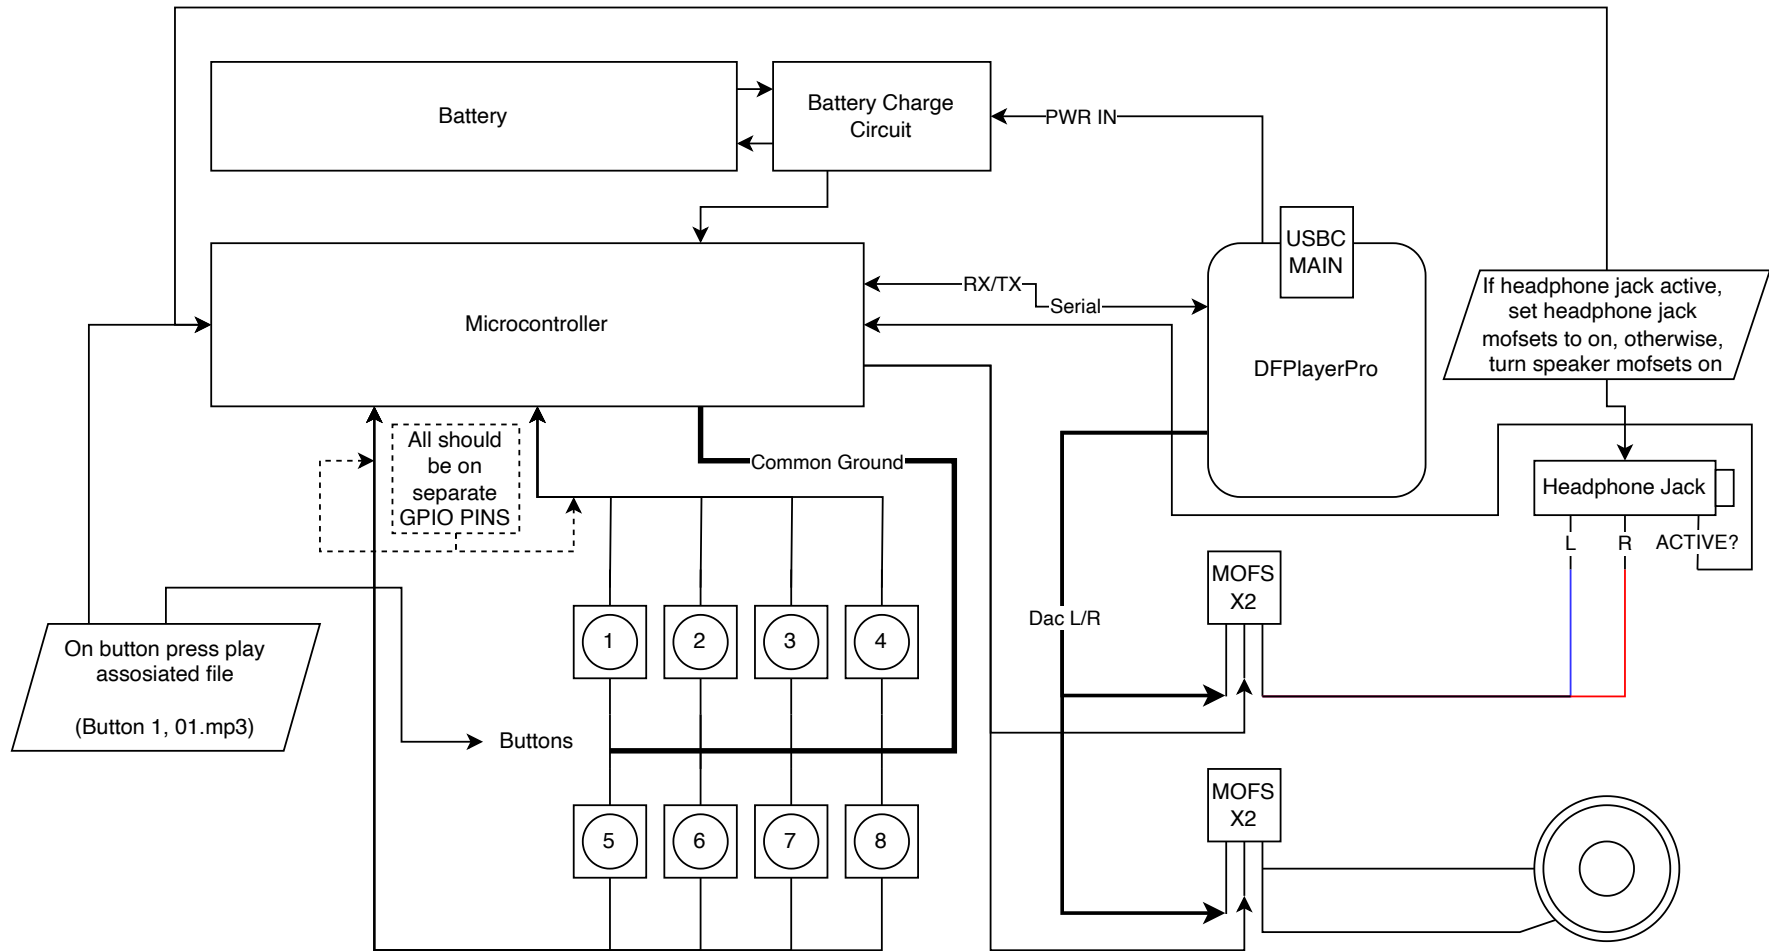 Battery
Battery Charge
Circuit
PWR IN
USBC
MAIN
If headphone jack active,
set headphone jack
mofsets to on, otherwise,
turn speaker mofsets on
Microcontroller
RX/TX
Serial
DFPlayerPro
All should
be on
separate
GPIO PINS
Common Ground
Headphone Jack
L
R
ACTIVE?
MOFS
X2
Dac L/R
1
2
3
4
On button press play
assosiated file
(Button 1, 01.mp3)
Buttons
MOFS
X2
5
6
7
8